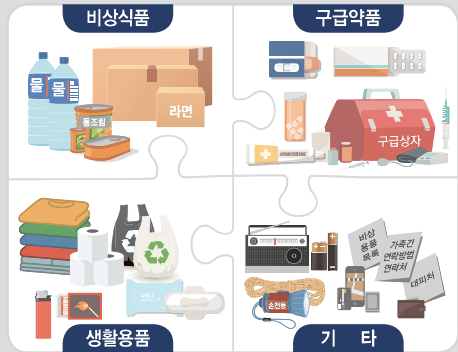 비상식품
구급약품
물
물
통조림
라면
구급상자
WET
손전등
비상
용품
목록
가족간
연락방법
연락처
대피처
생활용품
기 타